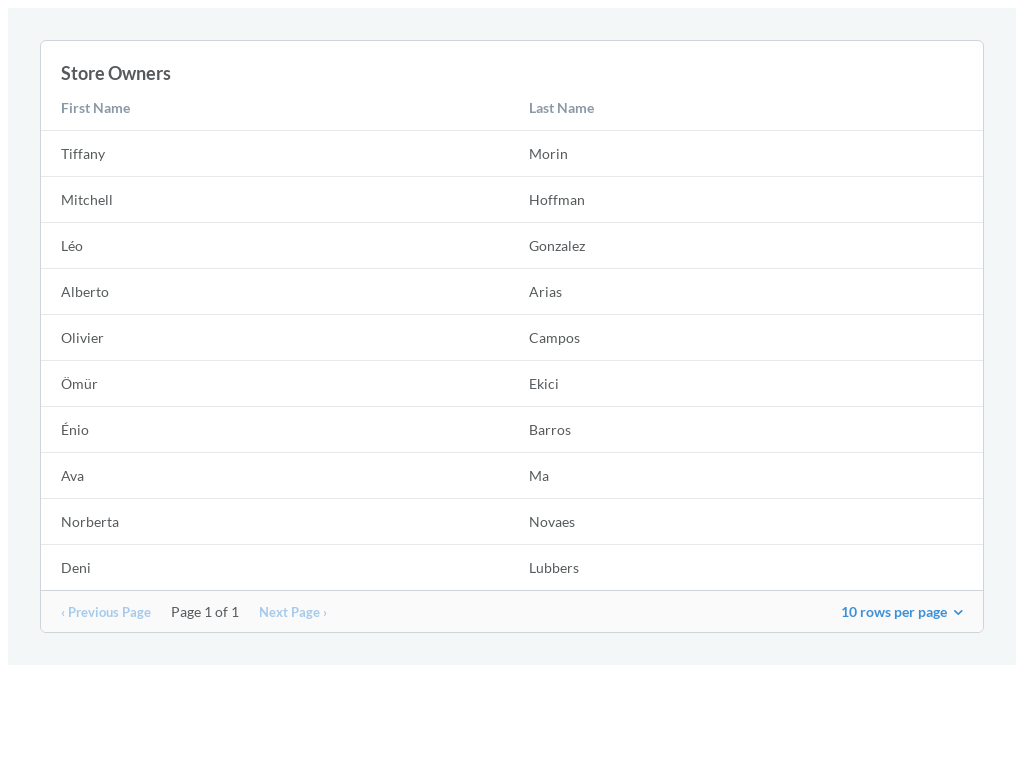 Store Owners
First Name Last Name
Tiffany Morin
Mitchell Hoffman
Léo Gonzalez
Alberto Arias
Olivier Campos
Ömür Ekici
Énio Barros
Ava Ma
Norberta Novaes
Deni Lubbers
‹ Previous Page Page 1 of 1 Next Page › 10 rows per page